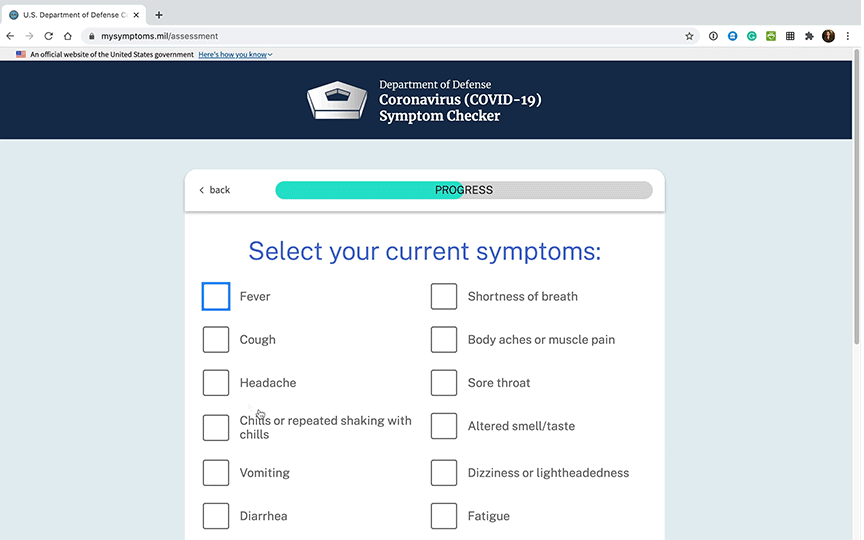 U.S. Department of Defense C
mysymptoms.mil/assessment
An official website of the United States government Here's how you know
Department of Defense
Coronavirus (COVID-19)
Symptom Checker
back
PROGRESS
Select your current symptoms:
Fever
Shortness of breath
Cough
Body aches or muscle pain
Headache
Sore throat
Chills or repeated shaking with
chills
Altered smell/taste
Vomiting
Dizziness or lightheadedness
Diarrhea
Fatigue